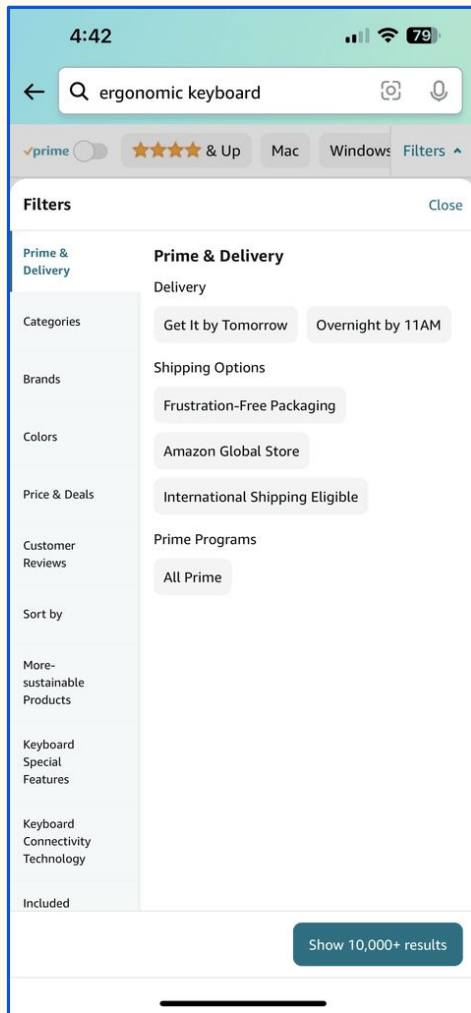 4:42
79
ergonomic keyboard
prime
& Up
Mac
Windows
Filters
Filters
Close
Prime &
Delivery
Categories
Brands
Colors
Price & Deals
Customer
Reviews
Sort by
More-
sustainable
Products
Keyboard
Special
Features
Keyboard
Connectivity
Technology
Included
Prime & Delivery
Delivery
Get It by Tomorrow
Overnight by 11AM
Shipping Options
Frustration-Free Packaging
Amazon Global Store
International Shipping Eligible
Prime Programs
All Prime
Show 10,000+ results